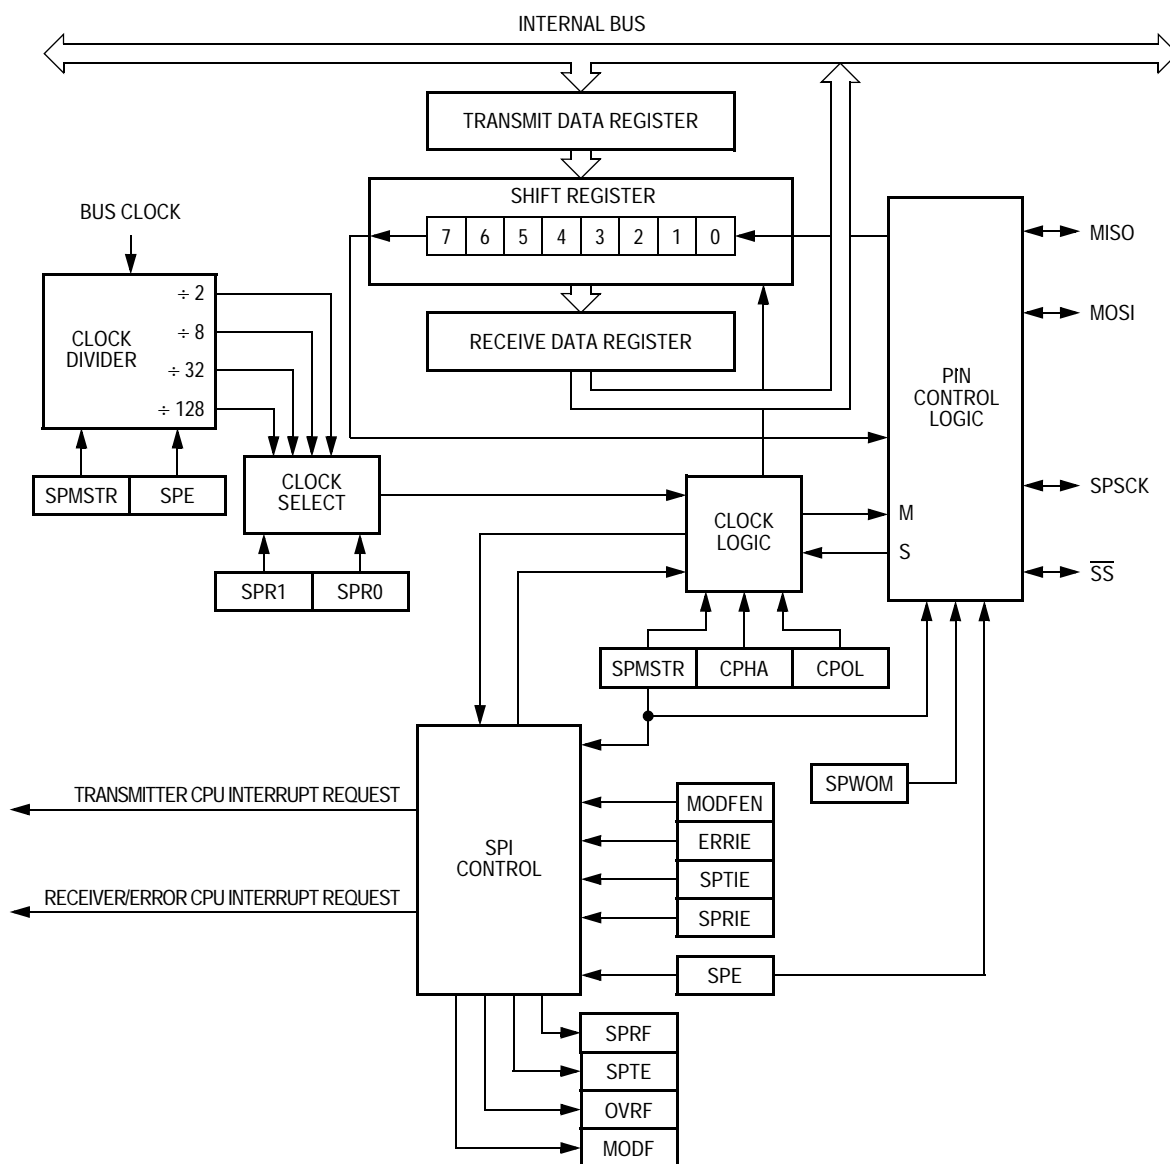 INTERNAL BUS
TRANSMIT DATA REGISTER
SHIFT REGISTER
7 6 5 4 3 2 1 0
RECEIVE DATA REGISTER
BUS CLOCK
CLOCK
DIVIDER
÷ 2
÷ 8
÷ 32
÷ 128
SPMSTR SPE
CLOCK
SELECT
SPR1 SPR0
CLOCK
LOGIC
SPMSTR CPHA CPOL
PIN
CONTROL
LOGIC
M
S
MISO
MOSI
SPSCK
SS
SPWOM
TRANSMITTER CPU INTERRUPT REQUEST
RECEIVER/ERROR CPU INTERRUPT REQUEST
SPI
CONTROL
MODFEN
ERRIE
SPTIE
SPRIE
SPE
SPRF
SPTE
OVRF
MODF